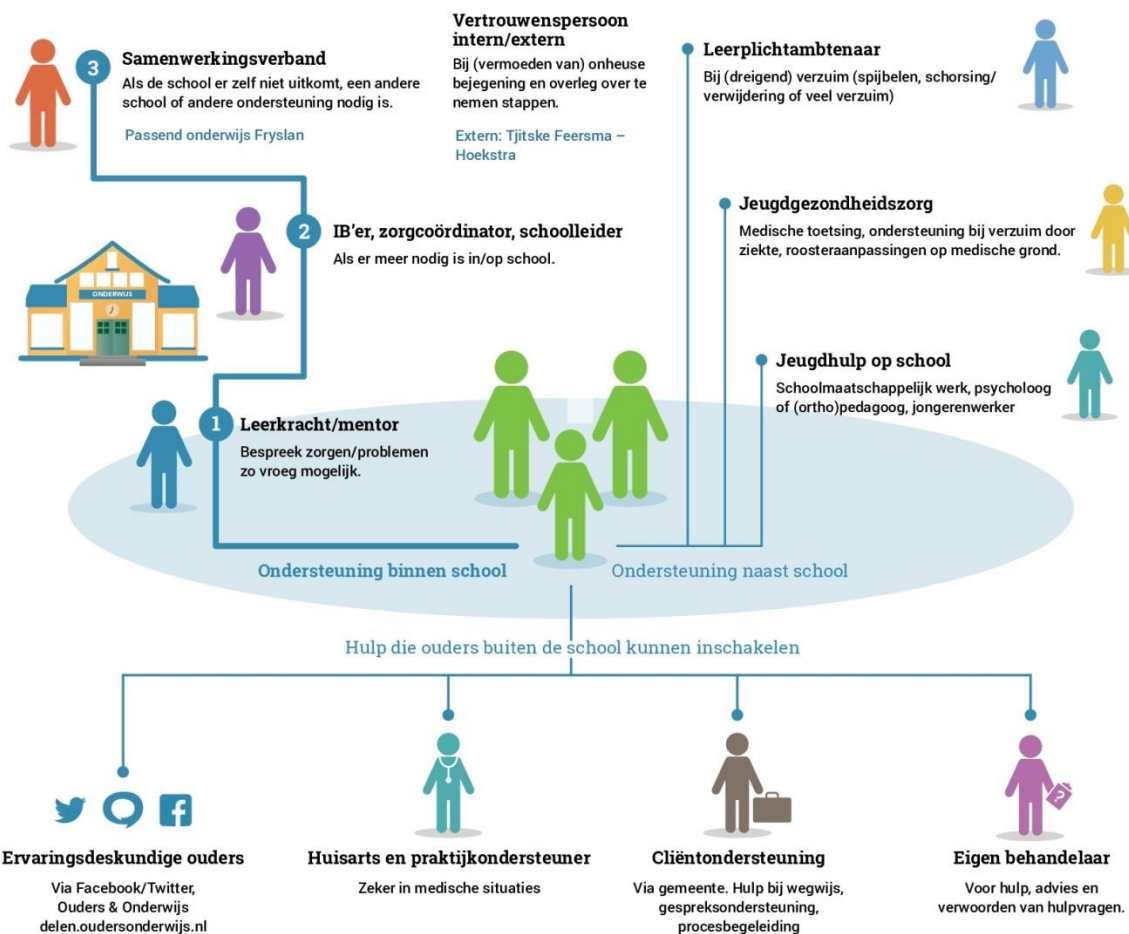 3
Samenwerkingsverband
Als de school er zelf niet uitkomt, een andere
school of andere ondersteuning nodig is.
Passend onderwijs Fryslan
Vertrouwenspersoon
intern/extern
Bij (vermoeden van) onheuse
bejegening en overleg over te
nemen stappen.
Extern: Tjitske Feersma –
Hoekstra
Leerplichtambtenaar
Bij (dreigend) verzuim (spijbelen, schorsing/
verwijdering of veel verzuim)
2
IB'er, zorgcoördinator, schoolleider
Als er meer nodig is in/op school.
Jeugdgezondheidszorg
Medische toetsing, ondersteuning bij verzuim door
ziekte, roosteraanpassingen op medische grond.
ONDERWIJS
Jeugdhulp op school
Schoolmaatschappelijk werk, psycholoog
of (ortho)pedagoog, jongerenwerker
1
Leerkracht/mentor
Bespreek zorgen/problemen
zo vroeg mogelijk.
Ondersteuning binnen school
Ondersteuning naast school
Hulp die ouders buiten de school kunnen inschakelen
Ervaringsdeskundige ouders
Via Facebook/Twitter,
Ouders & Onderwijs
delen.oudersonderwijs.nl
Huisarts en praktijkondersteuner
Zeker in medische situaties
Cliëntondersteuning
Via gemeente. Hulp bij wegwijs,
gespreksondersteuning,
procesbegeleiding
?
Eigen behandelaar
Voor hulp, advies en
verwoorden van hulpvragen.